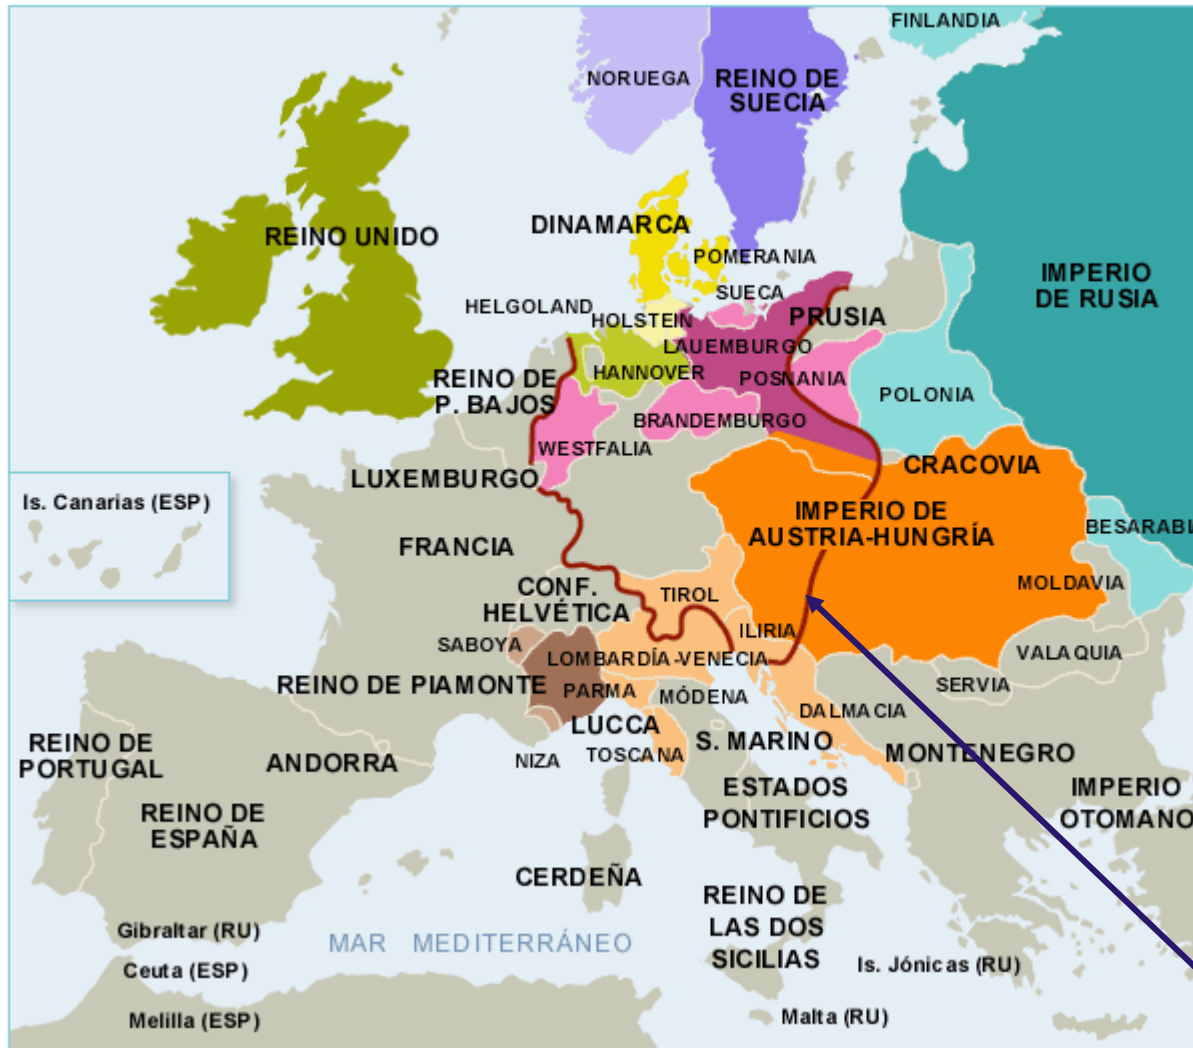 FINLANDIA
NORUEGA
REINO DE
SUECIA
DINAMARCA
REINO UNIDO
POMERANIA
SUECA
IMPERIO
DE RUSIA
HELGOLAND
HOLSTEIN
PRUSIA
LAUEMBURGO
HANNOVER
POSNANIA
REINO DE
P. BAJOS
POLONIA
BRANDEMBURGO
WESTFALIA
CRACOVIA
LUXEMBURGO
Is. Canarias (ESP)
IMPERIO DE
AUSTRIA-HUNGRÍA
BESARABI
FRANCIA
CONF.
HELVÉTICA
TIROL
MOLDAVIA
SABOYA
ILIRIA
LOMBARDÍA-VENECIA
VALAQUIA
SERVIA
REINO DE PIAMONTE
PARMA
MÓDENA
DALMACIA
LUCCA
NIZA
TOSCANA
S. MARINO
MONTENEGRO
REINO DE
PORTUGAL
ANDORRA
ESTADOS
PONTIFICIOS
IMPERIO
OTOMANO
REINO DE
ESPAÑA
CERDEÑA
REINO DE
LAS DOS
SICILIAS
Gibraltar (RU)
MAR MEDITERRÁNEO
Ceuta (ESP)
Is. Jónicas (RU)
Melilla (ESP)
Malta (RU)